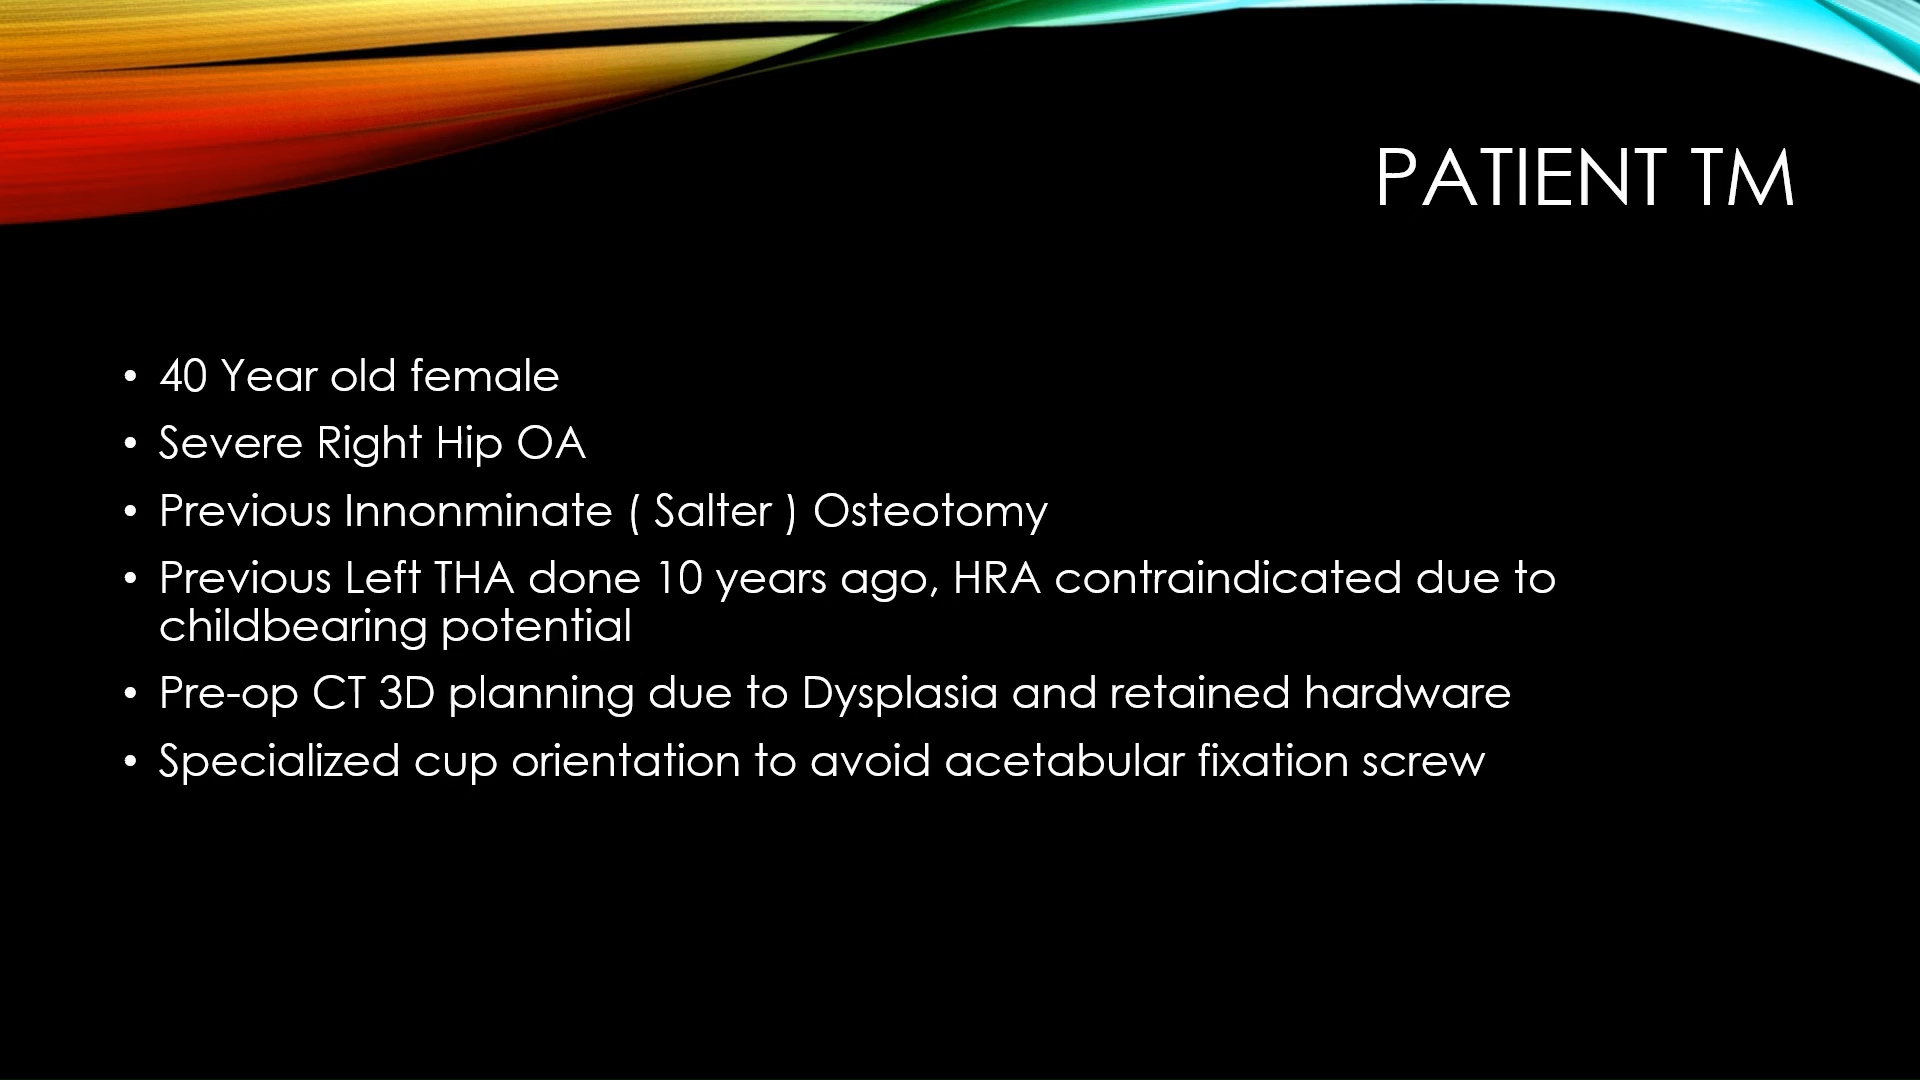 PATIENT TM
• 40 Year old female
• Severe Right Hip OA
• Previous Innonminate ( Salter ) Osteotomy
• Previous Left THA done 10 years ago, HRA contraindicated due to
childbearing potential
• Pre-op CT 3D planning due to Dysplasia and retained hardware
• Specialized cup orientation to avoid acetabular fixation screw